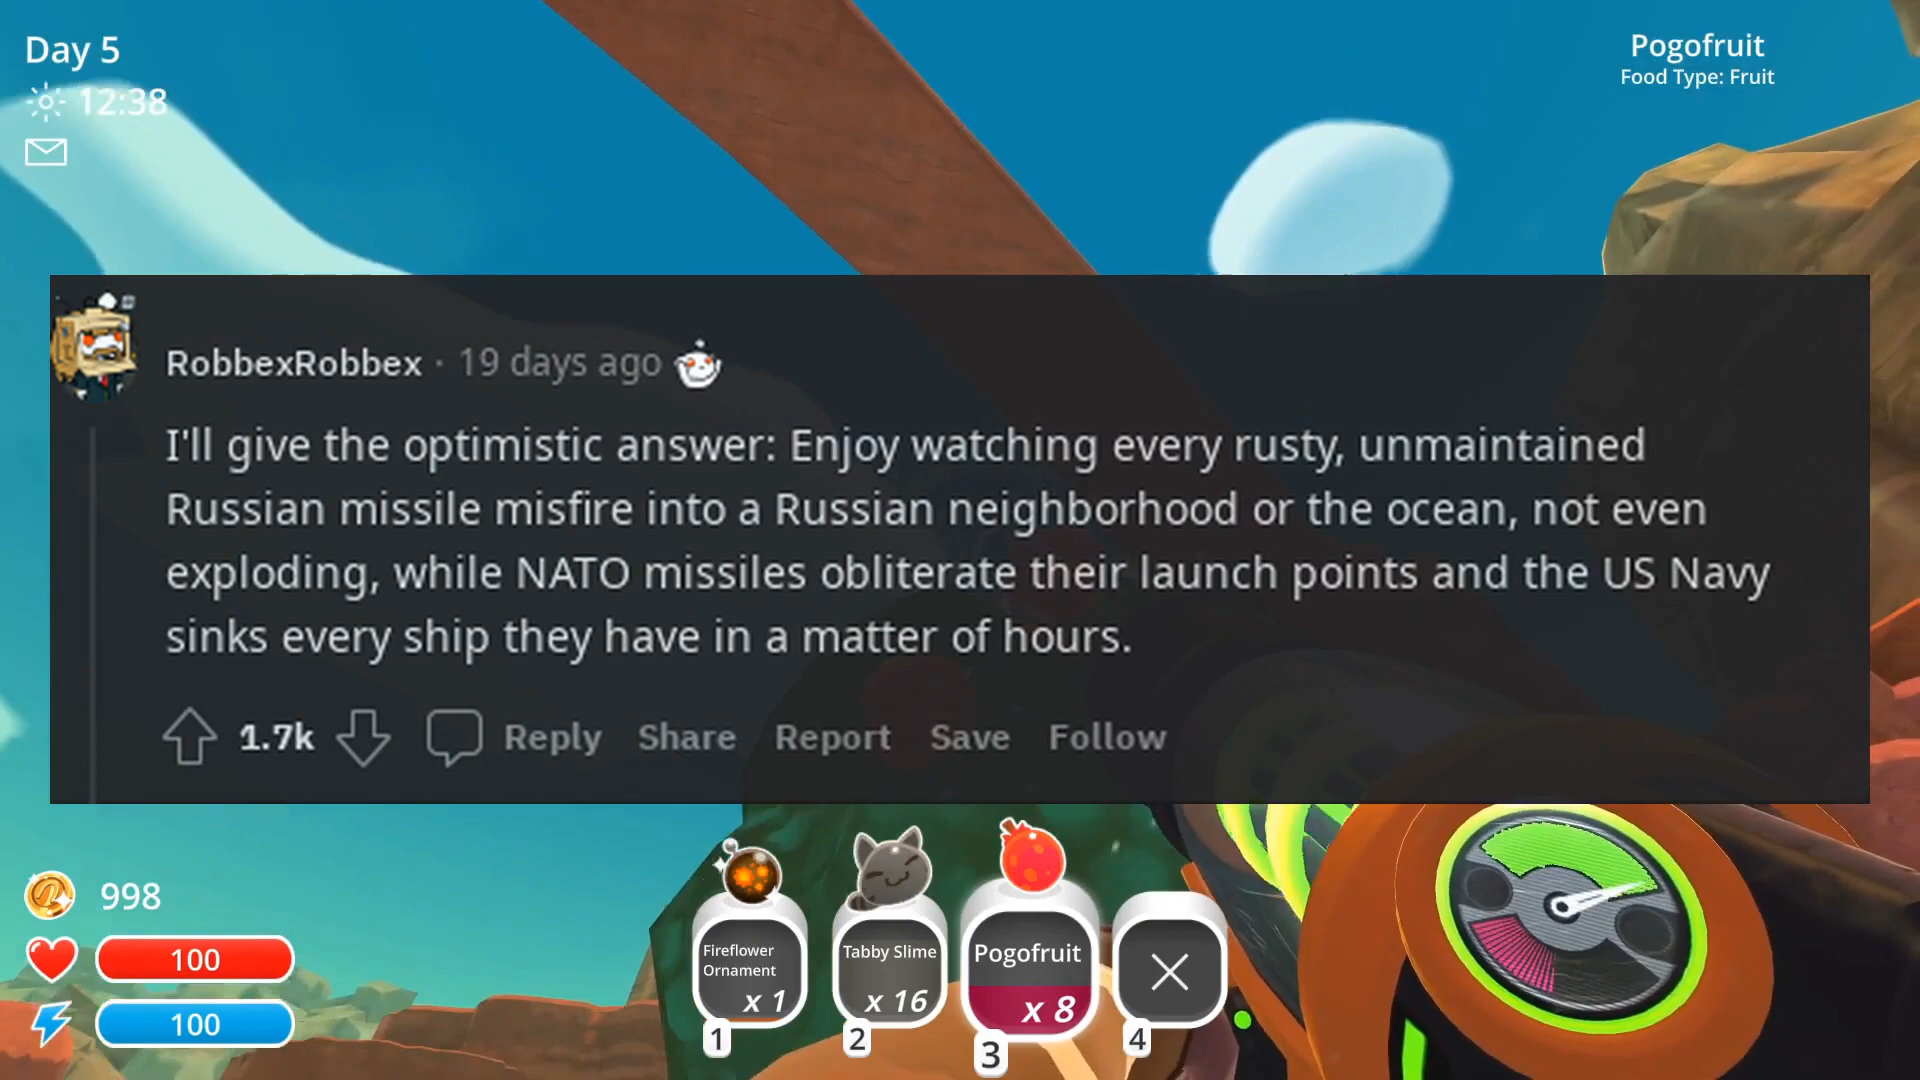 Day 5
12:38
Pogofruit
Food Type: Fruit
RobbexRobbex · 19 days ago
I'll give the optimistic answer: Enjoy watching every rusty, unmaintained
Russian missile misfire into a Russian neighborhood or the ocean, not even
exploding, while NATO missiles obliterate their launch points and the US Navy
sinks every ship they have in a matter of hours.
1.7k Reply Share Report Save Follow
998
100
100
Fireflower
Ornament
x 1
1
Tabby Slime
x 16
2
Pogofruit
x 8
3
4